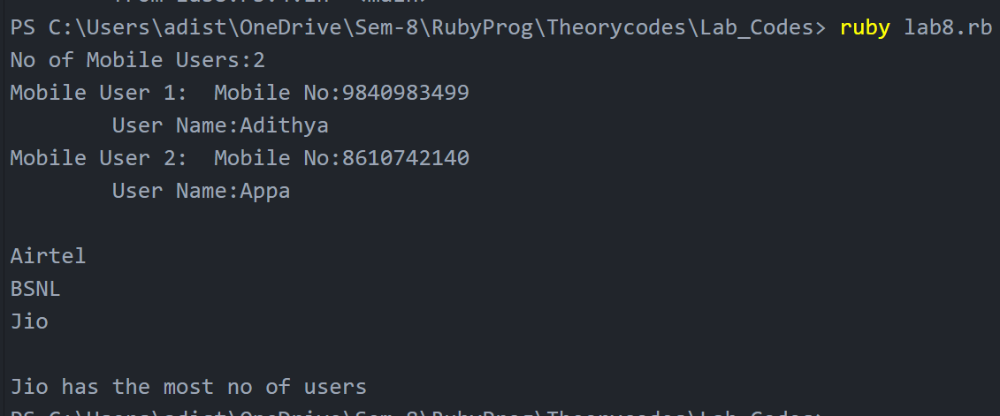 PS C:\Users\adist\OneDrive\Sem-8\RubyProg\Theorycodes\Lab_Codes> ruby lab8.rb
No of Mobile Users:2
Mobile User 1:  Mobile No:9840983499
        User Name:Adithya
Mobile User 2:  Mobile No:8610742140
        User Name:Appa
Airtel
BSNL
Jio
Jio has the most no of users
PS C:\Users\adist\OneDrive\Sem-8\RubyProg\Theorycodes\Lab_Codes>